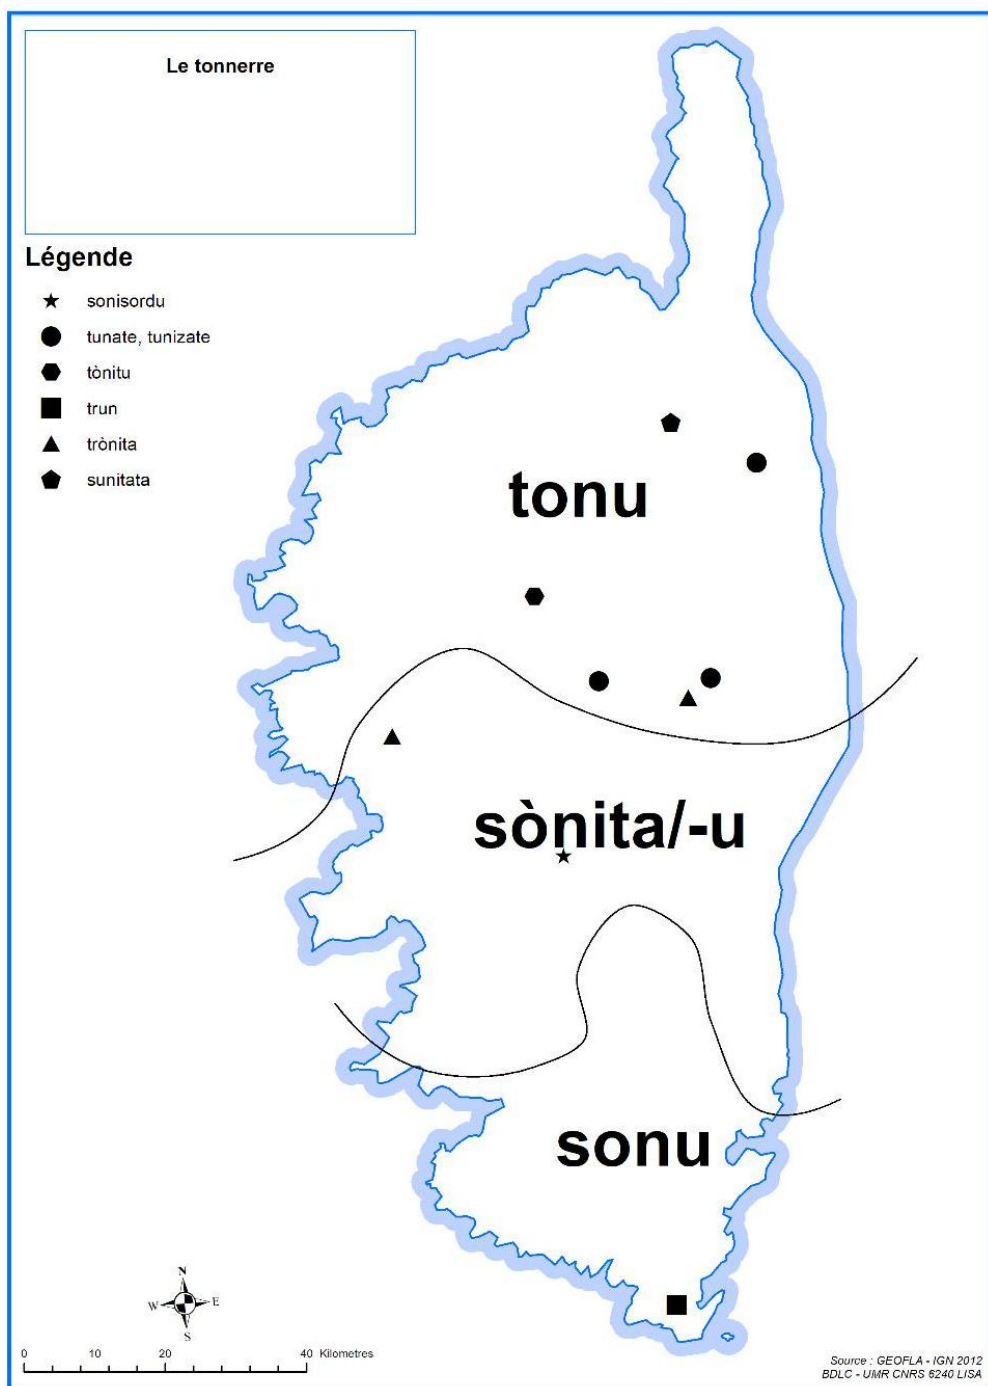 Le tonnerre
Légende
sonisordu
tunate, tunizate
tònitu
trun
trònita
sunitata
tonu
sònita/-u
sonu
N
W E
S
0 10 20 40 Kilometres
Source : GEOFLA - IGN 2012
BDLC - UMR CNRS 6240 LISA